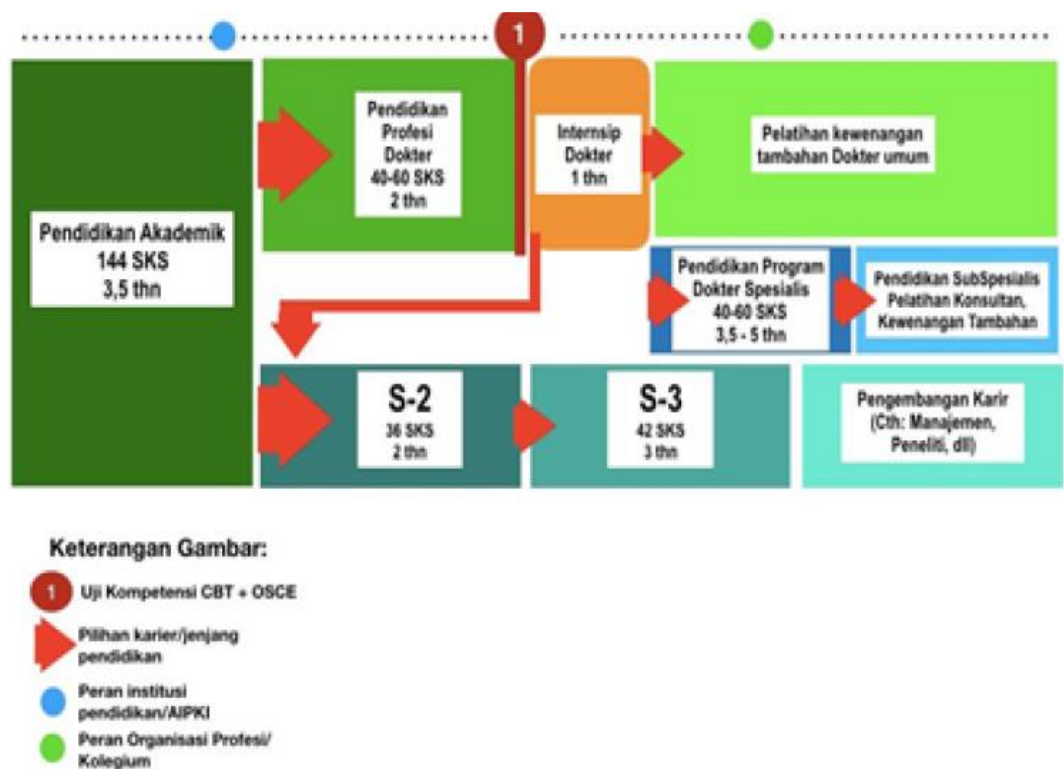 1
Pendidikan Akademik
144 SKS
3,5 thn
Pendidikan
Profesi
Dokter
40-60 SKS
2 thn
Internsip
Dokter
1 thn
Pelatihan kewenangan
tambahan Dokter umum
Pendidikan Program
Dokter Spesialis
40-60 SKS
3,5 - 5 thn
Pendidikan SubSpesialis
Pelatihan Konsultan,
Kewenangan Tambahan
S-2
36 SKS
2 thn
S-3
42 SKS
3 thn
Pengembangan Karir
(Cth: Manajemen,
Peneliti, dll)
Keterangan Gambar:
1 Uji Kompetensi CBT + OSCE
Pilihan karier/jenjang
pendidikan
Peran institusi
pendidikan/AIPKI
Peran Organisasi Profesi/
Kolegium